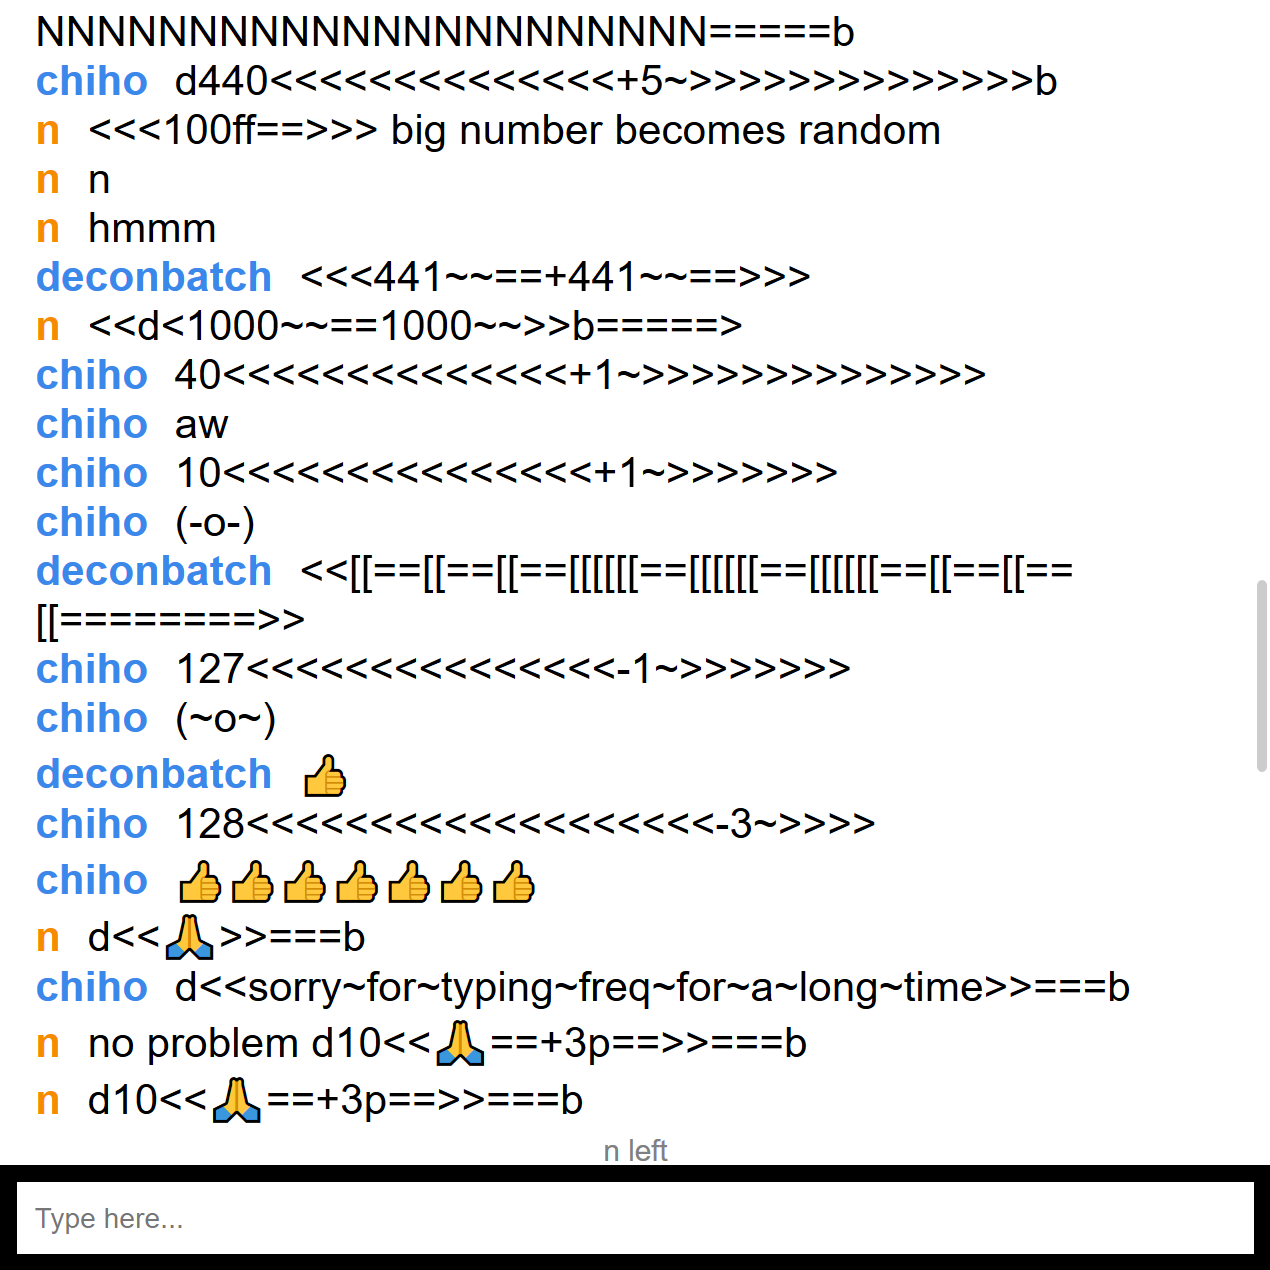 NNNNNNNNNNNNNNNNNNNNNN=====b
chiho d440<<<<<<<<<<<<<<+5~>>>>>>>>>>>>>>b
n <<<100ff==>>> big number becomes random
n n
n hmmm
deconbatch <<<441~~==+441~~==>>>
n <<d<1000~~==1000~~>>b=====>
chiho 40<<<<<<<<<<<<<<+1~>>>>>>>>>>>>>>
chiho aw
chiho 10<<<<<<<<<<<<<<<+1~>>>>>>>
chiho (-o-)
deconbatch <<[[==[[==[[==[[[[[[==[[[[[[==[[[[[[==[[==[[==
[[========>>
chiho 127<<<<<<<<<<<<<<<-1~>>>>>>>
chiho (~o~)
deconbatch 👍
chiho 128<<<<<<<<<<<<<<<<<<<-3~>>>>
chiho 👍👍👍👍👍👍👍
n d<<🙏>>===b
chiho d<<sorry~for~typing~freq~for~a~long~time>>===b
n no problem d10<<🙏==+3p==>>===b
n d10<<🙏==+3p==>>===b
n left
Type here...